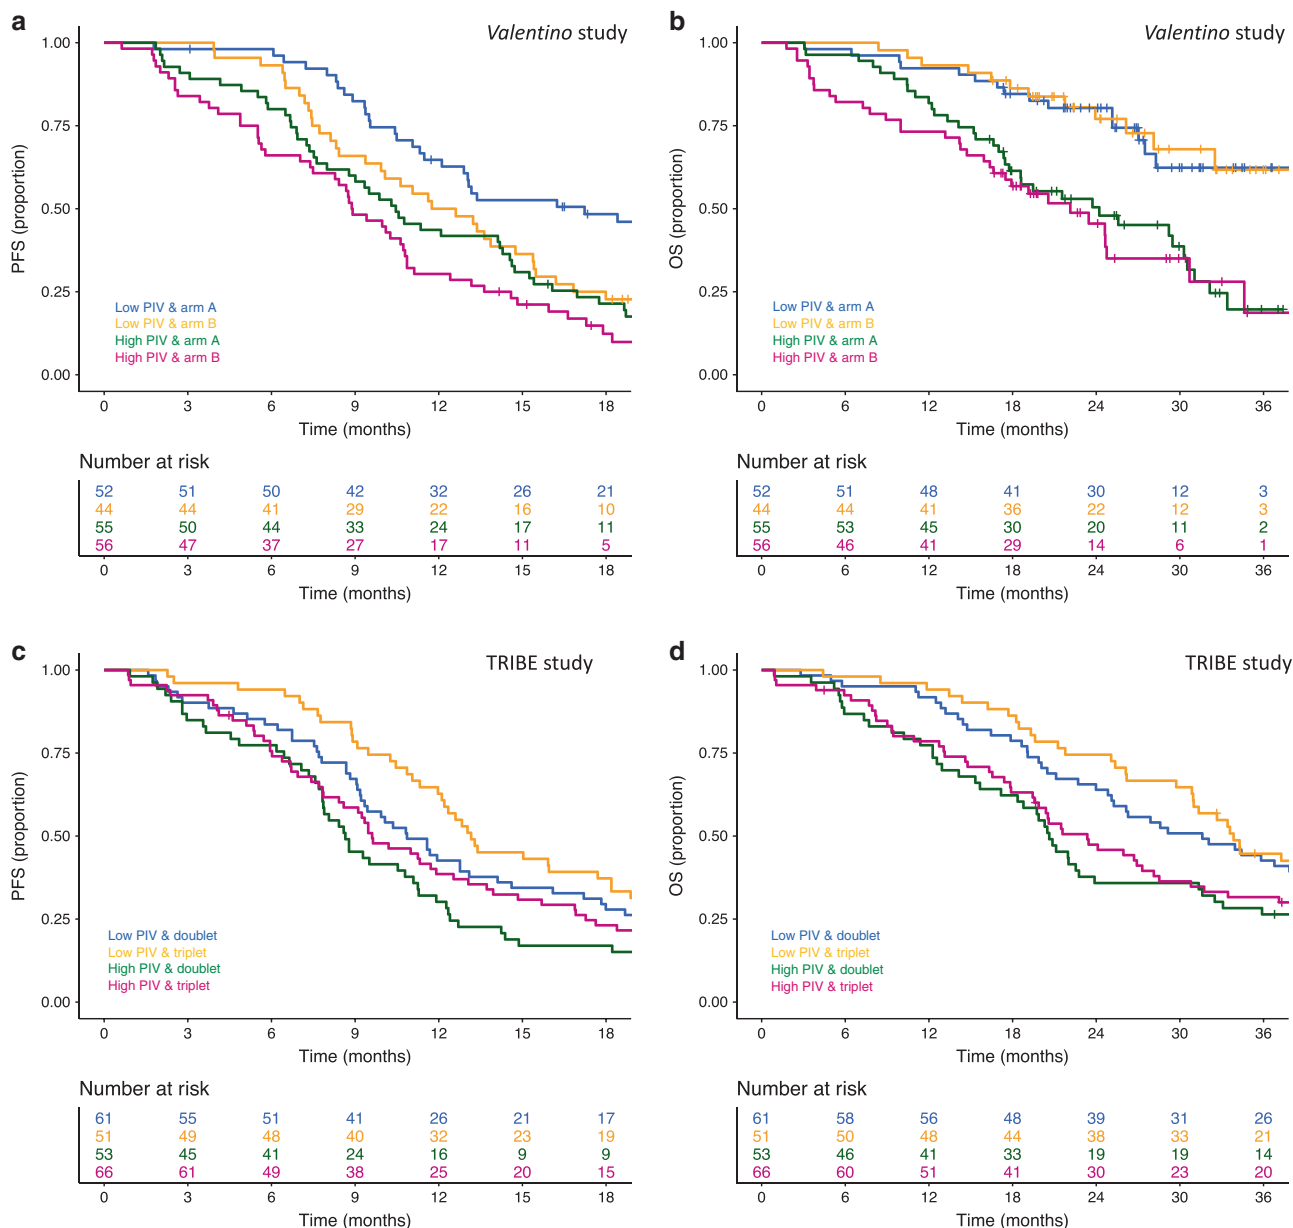 a
Valentino study
PFS (proportion)
1.00
0.75
0.50
0.25
0.00
Low PIV & arm A
Low PIV & arm B
High PIV & arm A
High PIV & arm B
0 3 6 9 12 15 18
Time (months)
Number at risk
52 51 50 42 32 26 21
44 44 41 29 22 16 10
55 50 44 33 24 17 11
56 47 37 27 17 11 5
0 3 6 9 12 15 18
Time (months)
b
Valentino study
OS (proportion)
1.00
0.75
0.50
0.25
0.00
Low PIV & arm A
Low PIV & arm B
High PIV & arm A
High PIV & arm B
0 6 12 18 24 30 36
Time (months)
Number at risk
52 51 48 41 30 12 3
44 44 41 36 22 12 3
55 53 45 30 20 11 2
56 46 41 29 14 6 1
0 6 12 18 24 30 36
Time (months)
c
TRIBE study
PFS (proportion)
1.00
0.75
0.50
0.25
0.00
Low PIV & doublet
Low PIV & triplet
High PIV & doublet
High PIV & triplet
0 3 6 9 12 15 18
Time (months)
Number at risk
61 55 51 41 26 21 17
51 49 48 40 32 23 19
53 45 41 24 16 9 9
66 61 49 38 25 20 15
0 3 6 9 12 15 18
Time (months)
d
TRIBE study
OS (proportion)
1.00
0.75
0.50
0.25
0.00
Low PIV & doublet
Low PIV & triplet
High PIV & doublet
High PIV & triplet
0 6 12 18 24 30 36
Time (months)
Number at risk
61 58 56 48 39 31 26
51 50 48 44 38 33 21
53 46 41 33 19 19 14
66 60 51 41 30 23 20
0 6 12 18 24 30 36
Time (months)